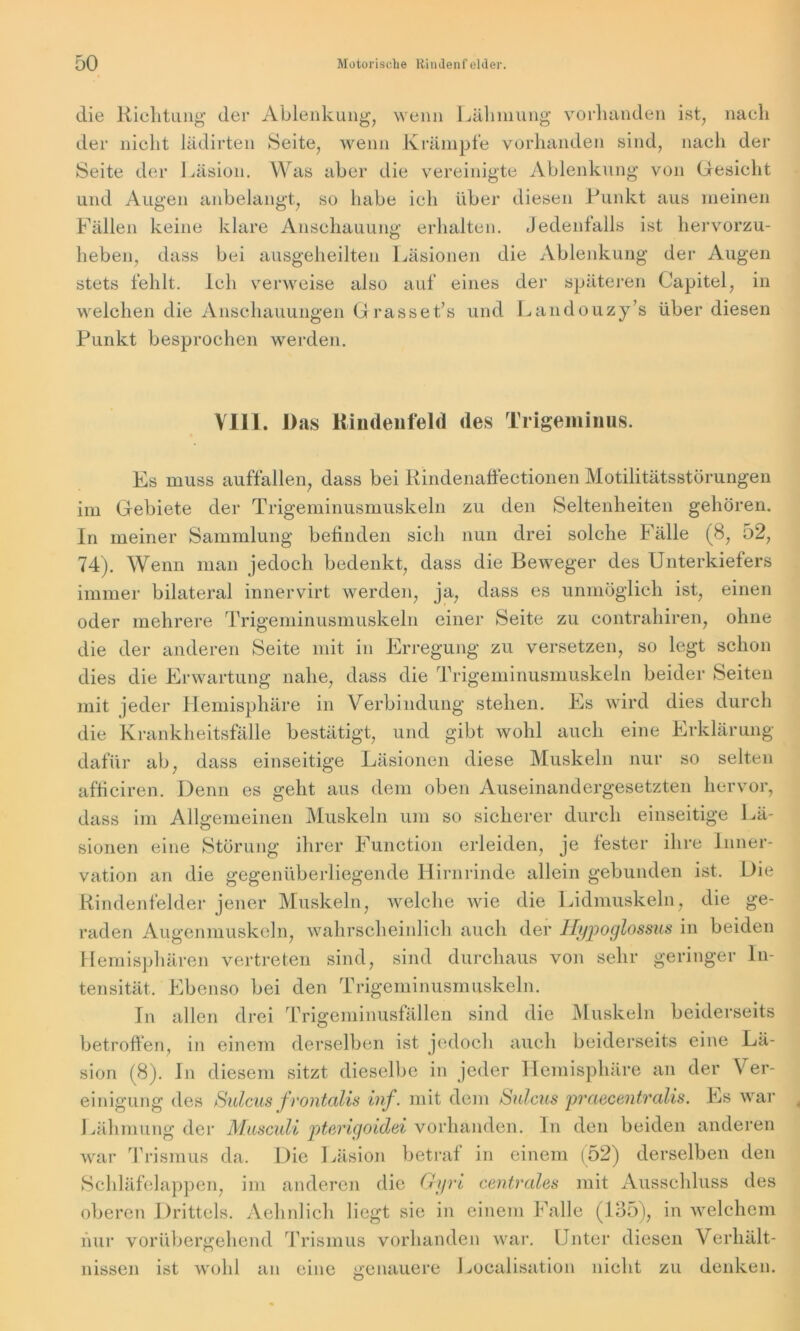 50 Motorische Rindenfelder.
die Richtung der Ablenkung, wenn Lähmung vorhanden ist, nach
der nicht lädirten Seite, wenn Krämpfe vorhanden sind, nach der
Seite der Läsion. Was aber die vereinigte Ablenkung von Gesicht
und Augen anbelangt, so habe ich über diesen Punkt aus meinen
Fällen keine klare Anschauung erhalten. Jedenfalls ist hervorzu-
heben, dass bei ausgeheilten Läsionen die Ablenkung der Augen
stets fehlt. Ich verweise also auf eines der späteren Capitel, in
welchen die Anschauungen Grasset's und Landouzy's über diesen
Punkt besprochen werden.
VIII. Das Rindenfeld des Trigeminus.
Es muss auffallen, dass bei Rindenaffectionen Motilitätsstörungen
im Gebiete der Trigeminusmuskeln zu den Seltenheiten gehören.
In meiner Sammlung befinden sich nun drei solche Fälle (8, 52,
74). Wenn man jedoch bedenkt, dass die Beweger des Unterkiefers
immer bilateral innervirt werden, ja, dass es unmöglich ist, einen
oder mehrere Trigeminusmuskeln einer Seite zu contrahiren, ohne
die der anderen Seite mit in Erregung zu versetzen, so legt schon
dies die Erwartung nahe, dass die Trigeminusmuskeln beider Seiten
mit jeder Hemisphäre in Verbindung stehen. Es wird dies durch
die Krankheitsfälle bestätigt, und gibt wohl auch eine Erklärung
dafür ab, dass einseitige Läsionen diese Muskeln nur so selten
afficiren. Denn es geht aus dem oben Auseinandergesetzten hervor,
dass im Allgemeinen Muskeln um so sicherer durch einseitige Lä-
sionen eine Störung ihrer Function erleiden, je fester ihre Inner-
vation an die gegenüberliegende Hirnrinde allein gebunden ist. Die
Rindenfelder jener Muskeln, welche wie die Lidmuskeln, die ge-
raden Augenmuskeln, wahrscheinlich auch der Hypoglossus in beiden
Hemisphären vertreten sind, sind durchaus von sehr geringer In-
tensität. Ebenso bei den Trigeminusmuskeln.
In allen drei Trigeminusfällen sind die Muskeln beiderseits
betroffen, in einem derselben ist jedoch auch beiderseits eine Lä-
sion (8). In diesem sitzt dieselbe in jeder Hemisphäre an der Ver-
einigung des Sulcus frontalis inf. mit dem Sulcus praecentralis. Es war
Lähmung der Musculi pterigoidei vorhanden. In den beiden anderen
war Trismus da. Die Läsion betraf in einem (52) derselben den
Schläfelappen, im anderen die Gyri centrales mit Ausschluss des
oberen Drittels. Aehnlich liegt sie in einem Falle (135), in welchem
nur vorübergehend Trismus vorhanden war. Unter diesen Verhält-
nissen ist wohl an eine genauere Localisation nicht zu denken.